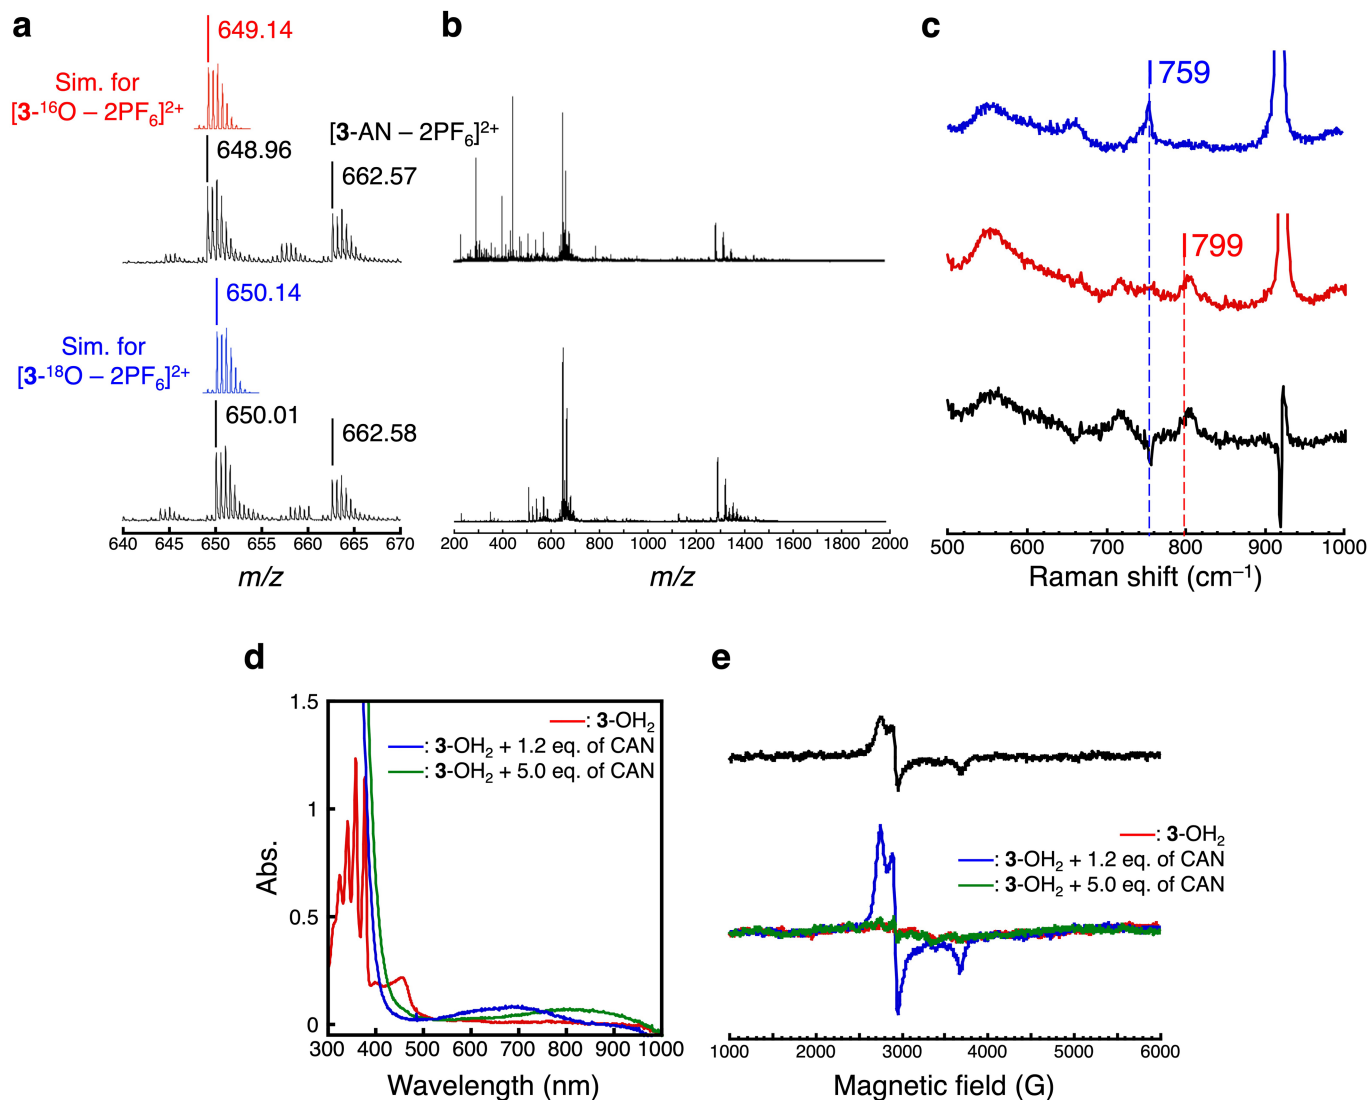 a
649.14
Sim. for
[3-¹⁶O – 2PF₆]²⁺
648.96
[3-AN – 2PF₆]²⁺
662.57
650.14
Sim. for
[3-¹⁸O – 2PF₆]²⁺
650.01
662.58
640 645 650 655 660 665 670
m/z
b
200 400 600 800 1000 1200 1400 1600 1800 2000
m/z
c
759
799
500 600 700 800 900 1000
Raman shift (cm⁻¹)
d
1.5
1
0.5
0
Abs.
: 3-OH₂
: 3-OH₂ + 1.2 eq. of CAN
: 3-OH₂ + 5.0 eq. of CAN
300 400 500 600 700 800 900 1000
Wavelength (nm)
e
: 3-OH₂
: 3-OH₂ + 1.2 eq. of CAN
: 3-OH₂ + 5.0 eq. of CAN
1000 2000 3000 4000 5000 6000
Magnetic field (G)